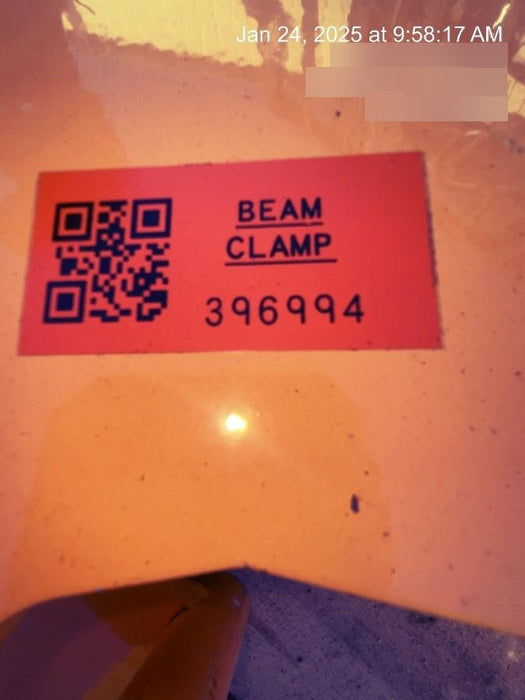 Jan 24, 2025 at 9:58:17 AM
BEAM
CLAMP
396994